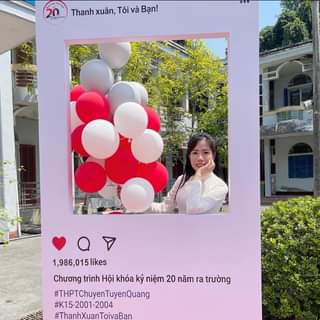 20
Thanh xuân, Tôi và Bạn!
1,986,015 likes
Chương trình Hội khóa kỷ niệm 20 năm ra trường
#THPTChuyenTuyenQuang
#K15-2001-2004
#ThanhXuanToivaBan